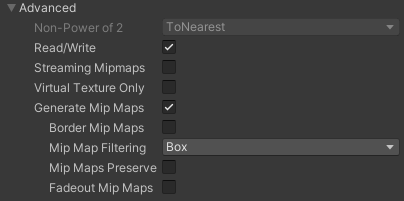 Advanced
Non-Power of 2 ToNearest
Read/Write
Streaming Mipmaps
Virtual Texture Only
Generate Mip Maps
Border Mip Maps
Mip Map Filtering Box
Mip Maps Preserve
Fadeout Mip Maps